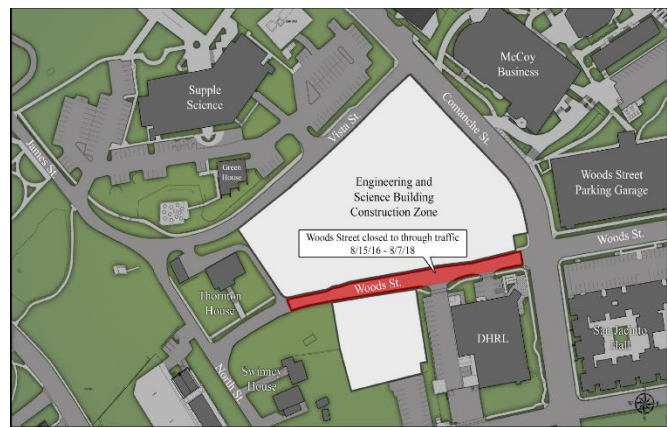 McCoy
Business
Supple
Science
Comanche St.
Vista St.
James St.
Green
House
Engineering and
Science Building
Construction Zone
Woods Street
Parking Garage
Woods Street closed to through traffic
8/15/16 - 8/7/18
Woods St.
Woods St.
Thornton
House
DHRL
San Jacinto
Hall
Swinney
House
North St.